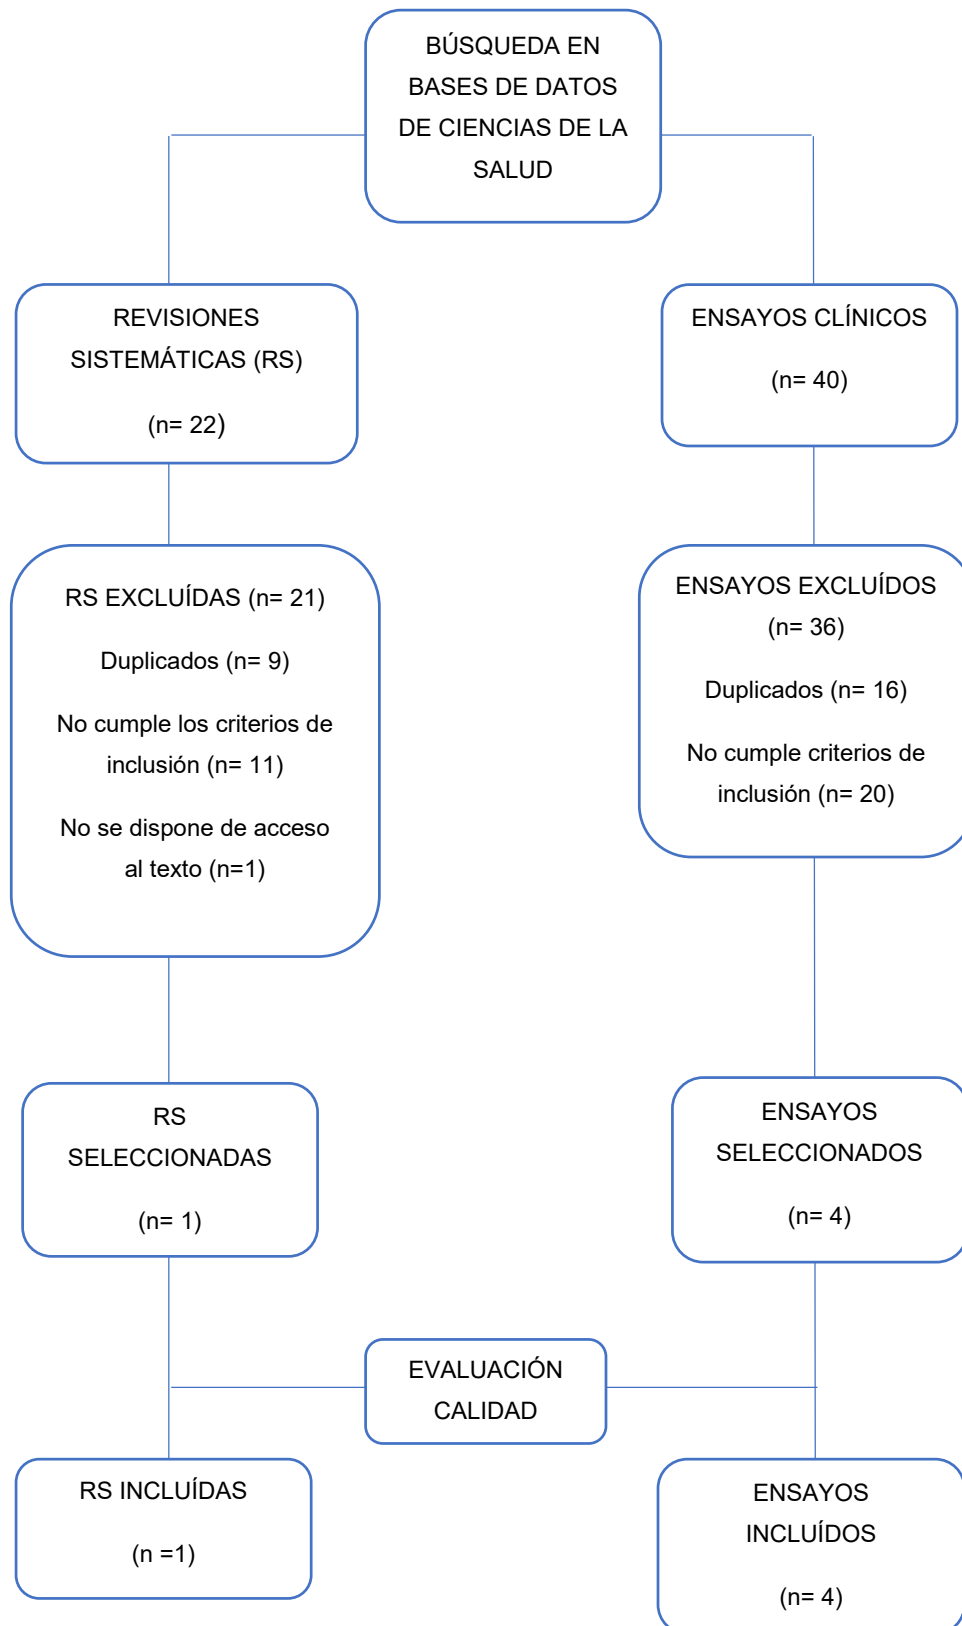 BÚSQUEDA EN
BASES DE DATOS
DE CIENCIAS DE LA
SALUD
REVISIONES
SISTEMÁTICAS (RS)
(n= 22)
ENSAYOS CLÍNICOS
(n= 40)
RS EXCLUÍDAS (n= 21)
Duplicados (n= 9)
No cumple los criterios de
inclusión (n= 11)
No se dispone de acceso
al texto (n=1)
ENSAYOS EXCLUÍDOS
(n= 36)
Duplicados (n= 16)
No cumple criterios de
inclusión (n= 20)
RS
SELECCIONADAS
(n= 1)
ENSAYOS
SELECCIONADOS
(n= 4)
EVALUACIÓN
CALIDAD
RS INCLUÍDAS
(n =1)
ENSAYOS
INCLUÍDOS
(n= 4)